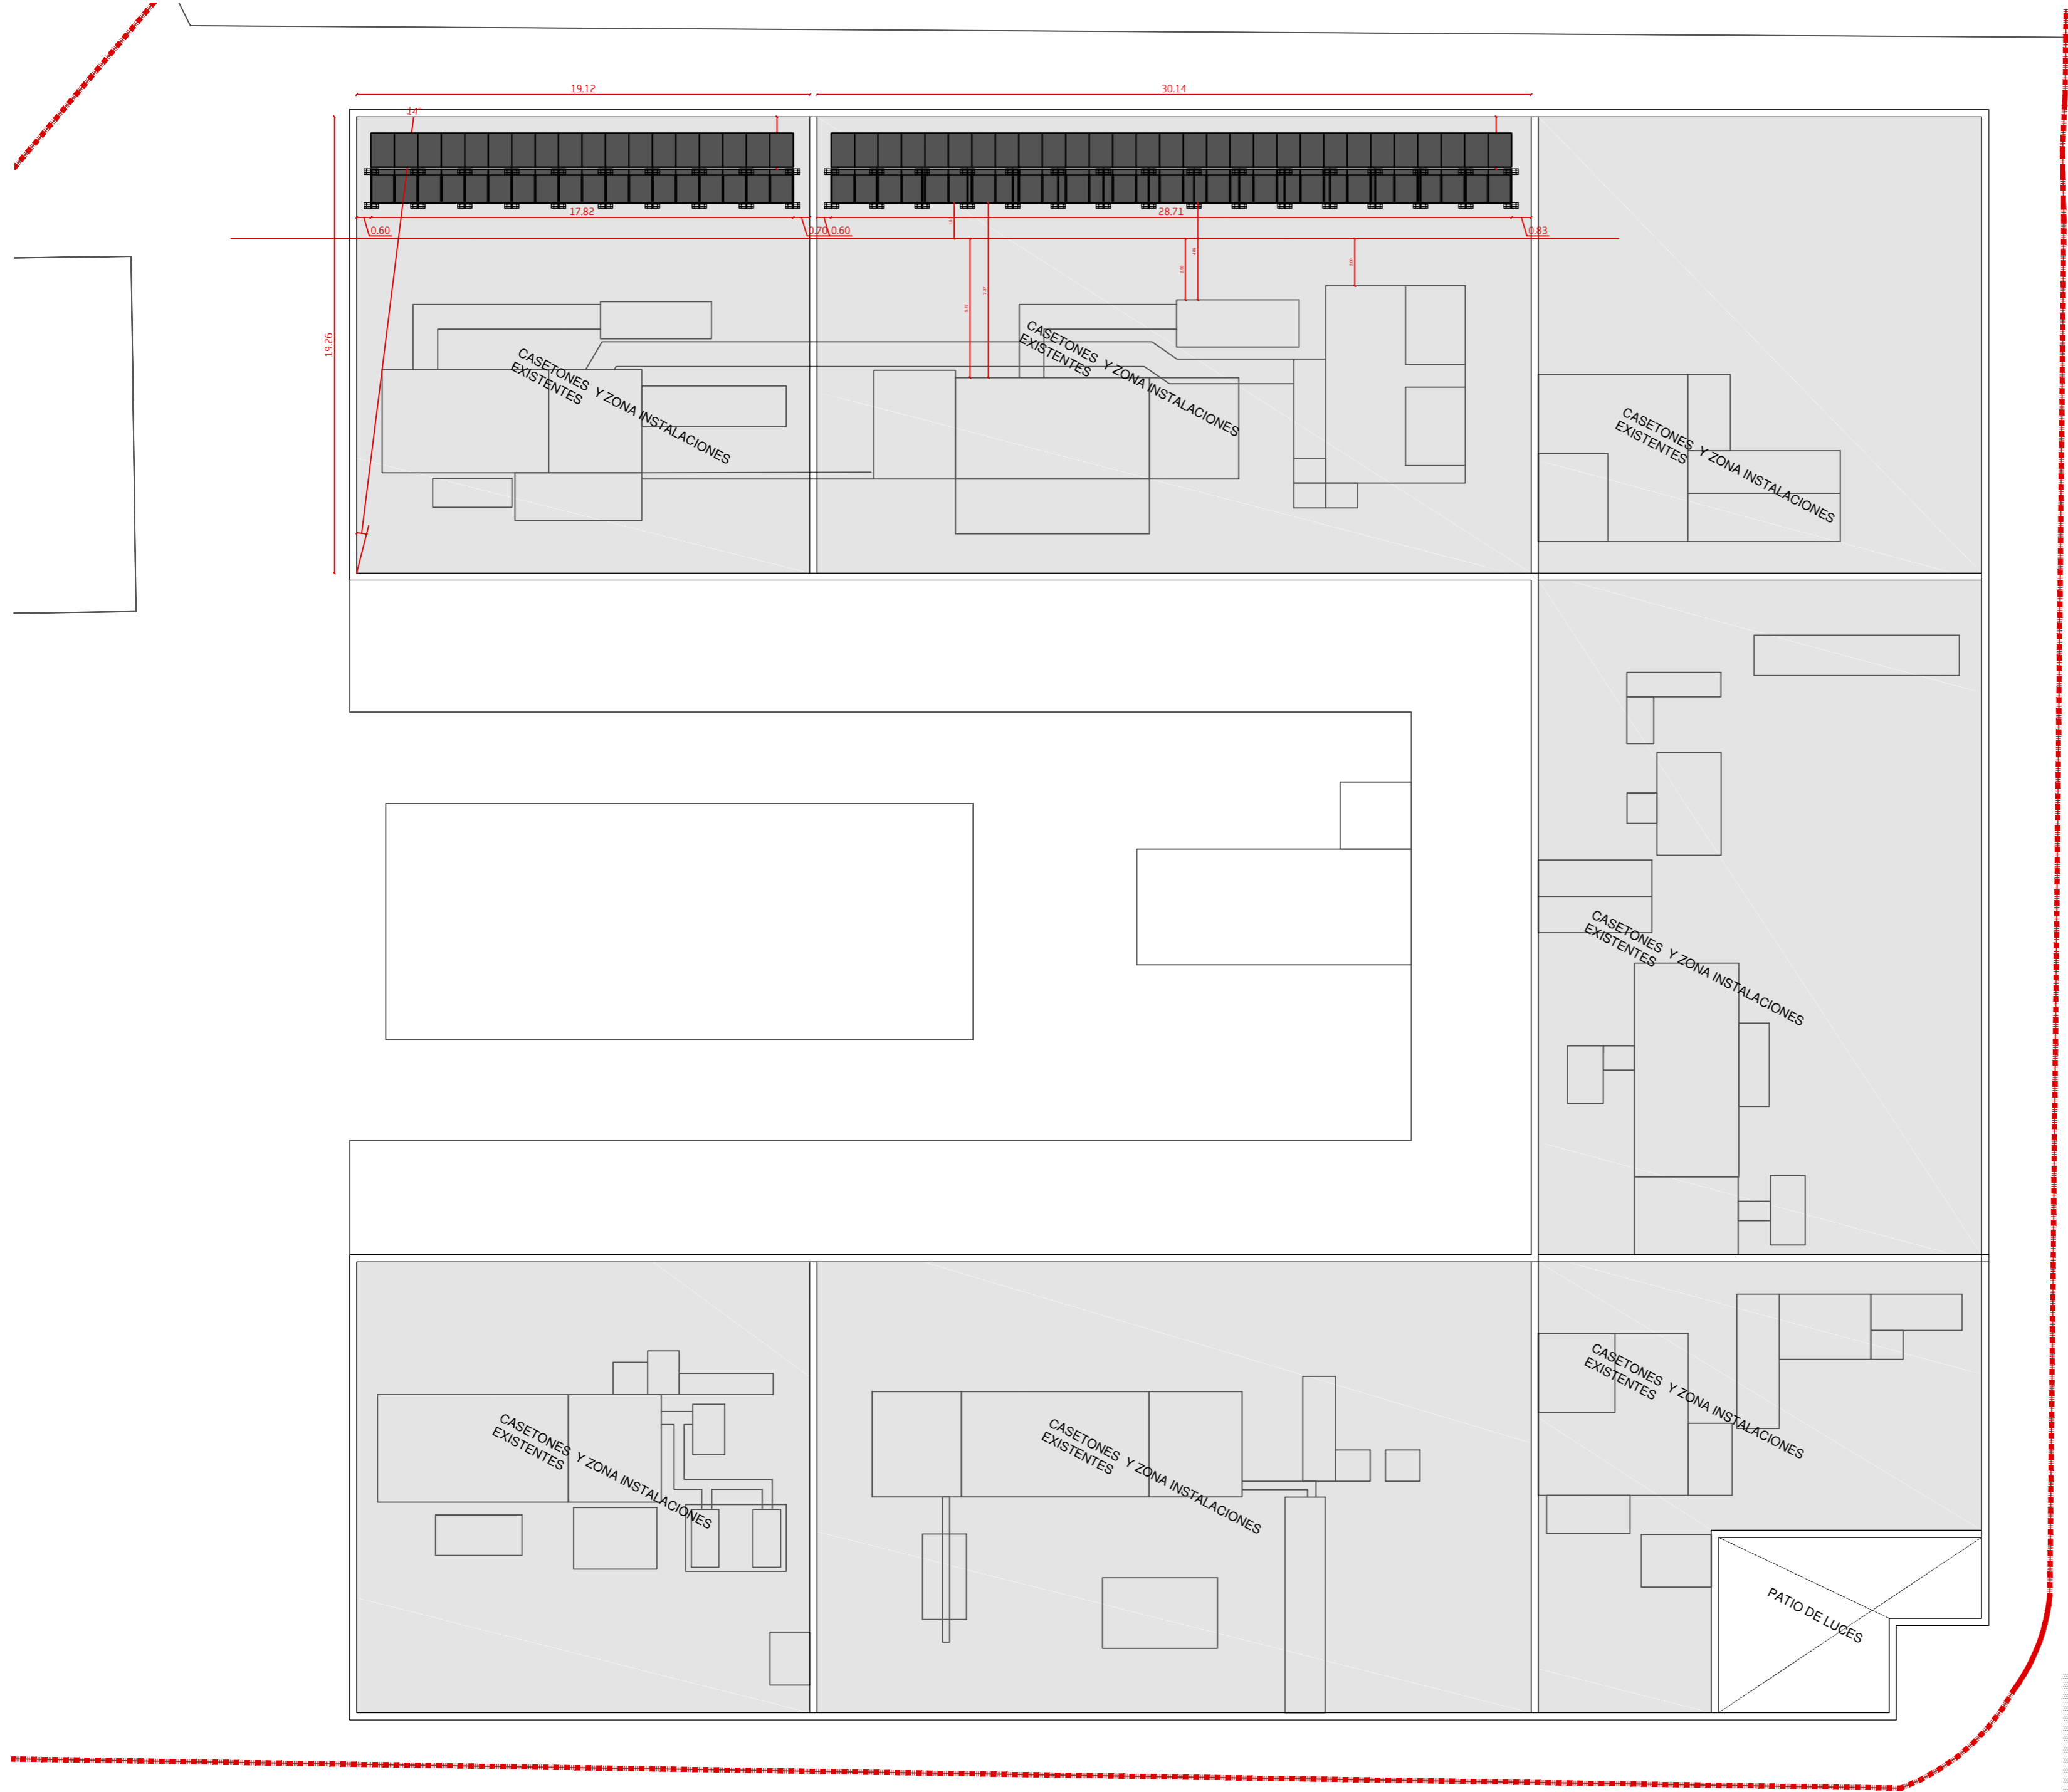 19.12
30.14
14°
17.82
28.71
0.60
0.70
0.60
0.83
19.26
CASETONES Y ZONA INSTALACIONES
EXISTENTES
CASETONES Y ZONA INSTALACIONES
EXISTENTES
CASETONES Y ZONA INSTALACIONES
EXISTENTES
CASETONES Y ZONA INSTALACIONES
EXISTENTES
CASETONES Y ZONA INSTALACIONES
EXISTENTES
CASETONES Y ZONA INSTALACIONES
EXISTENTES
CASETONES Y ZONA INSTALACIONES
EXISTENTES
PATIO DE LUCES